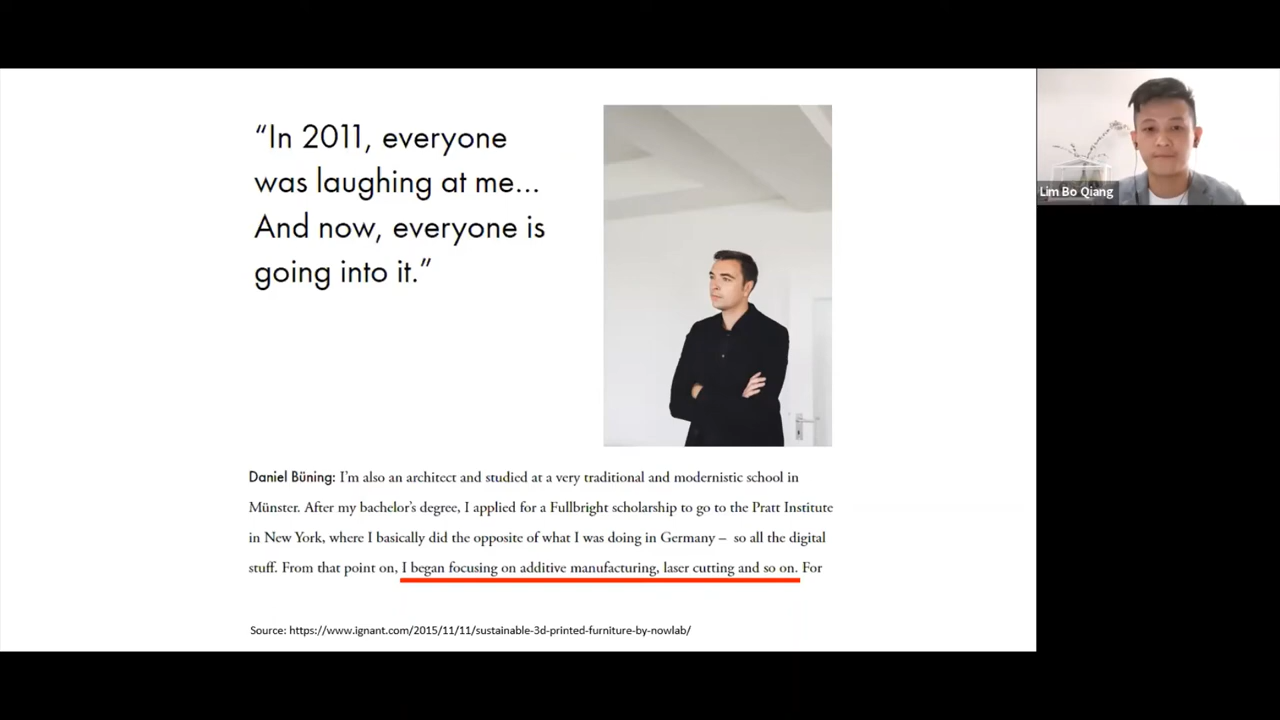 “In 2011, everyone
was laughing at me...
And now, everyone is
going into it.”
Lim Bo Qiang
Daniel Büning: I’m also an architect and studied at a very traditional and modernistic school in
Münster. After my bachelor’s degree, I applied for a Fullbright scholarship to go to the Pratt Institute
in New York, where I basically did the opposite of what I was doing in Germany – so all the digital
stuff. From that point on, I began focusing on additive manufacturing, laser cutting and so on. For
Source: https://www.ignant.com/2015/11/11/sustainable-3d-printed-furniture-by-nowlab/